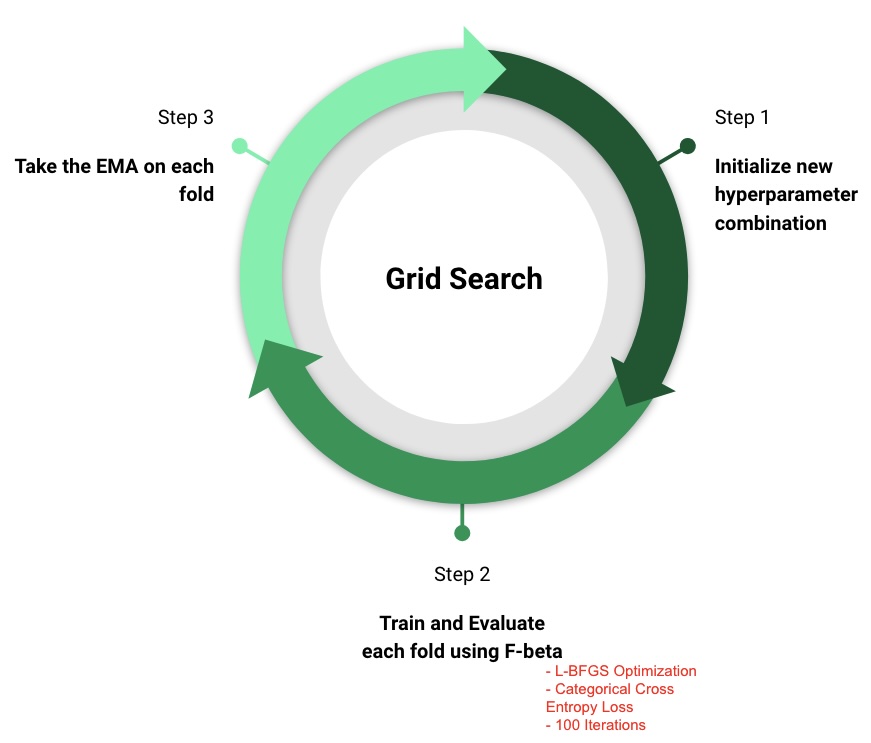 Step 1
Initialize new
hyperparameter
combination
Step 3
Take the EMA on each
fold
Grid Search
Step 2
Train and Evaluate
each fold using F-beta
- L-BFGS Optimization
- Categorical Cross
Entropy Loss
- 100 Iterations